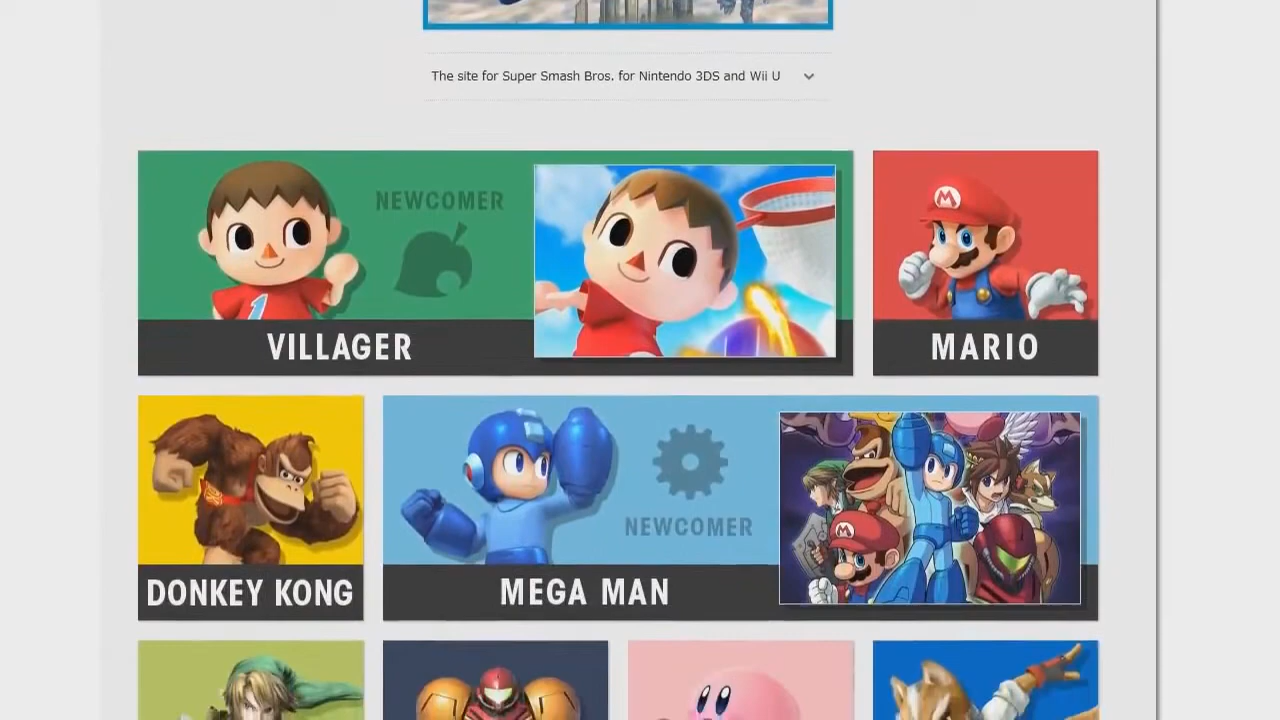 The site for Super Smash Bros. for Nintendo 3DS and Wii U
NEWCOMER
VILLAGER
MARIO
DONKEY KONG
NEWCOMER
MEGA MAN